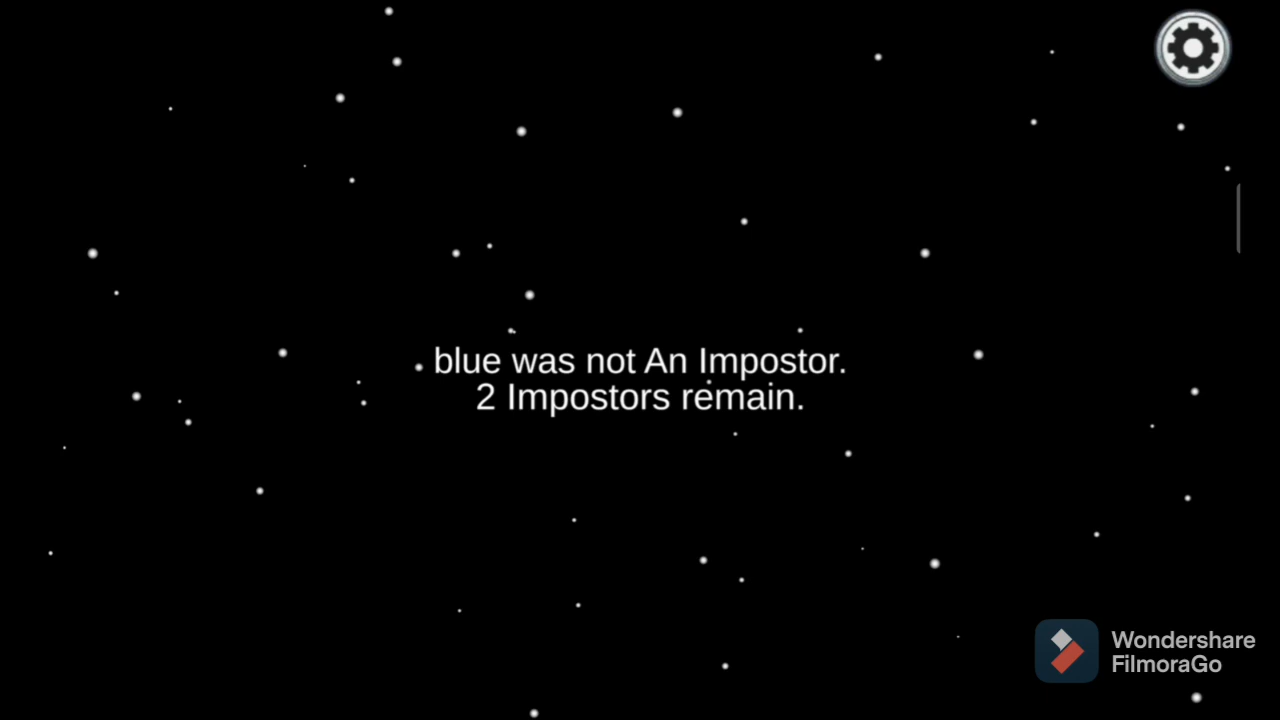 blue was not An Impostor.
2 Impostors remain.
Wondershare
FilmoraGo